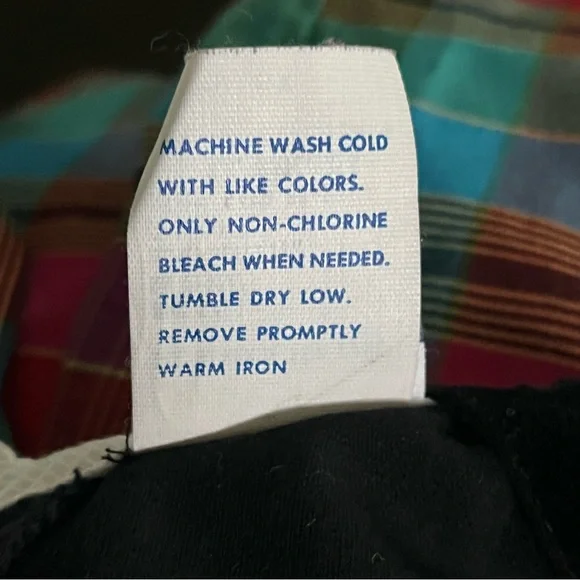 MACHINE WASH COLD
WITH LIKE COLORS.
ONLY NON-CHLORINE
BLEACH WHEN NEEDED.
TUMBLE DRY LOW.
REMOVE PROMPTLY
WARM IRON